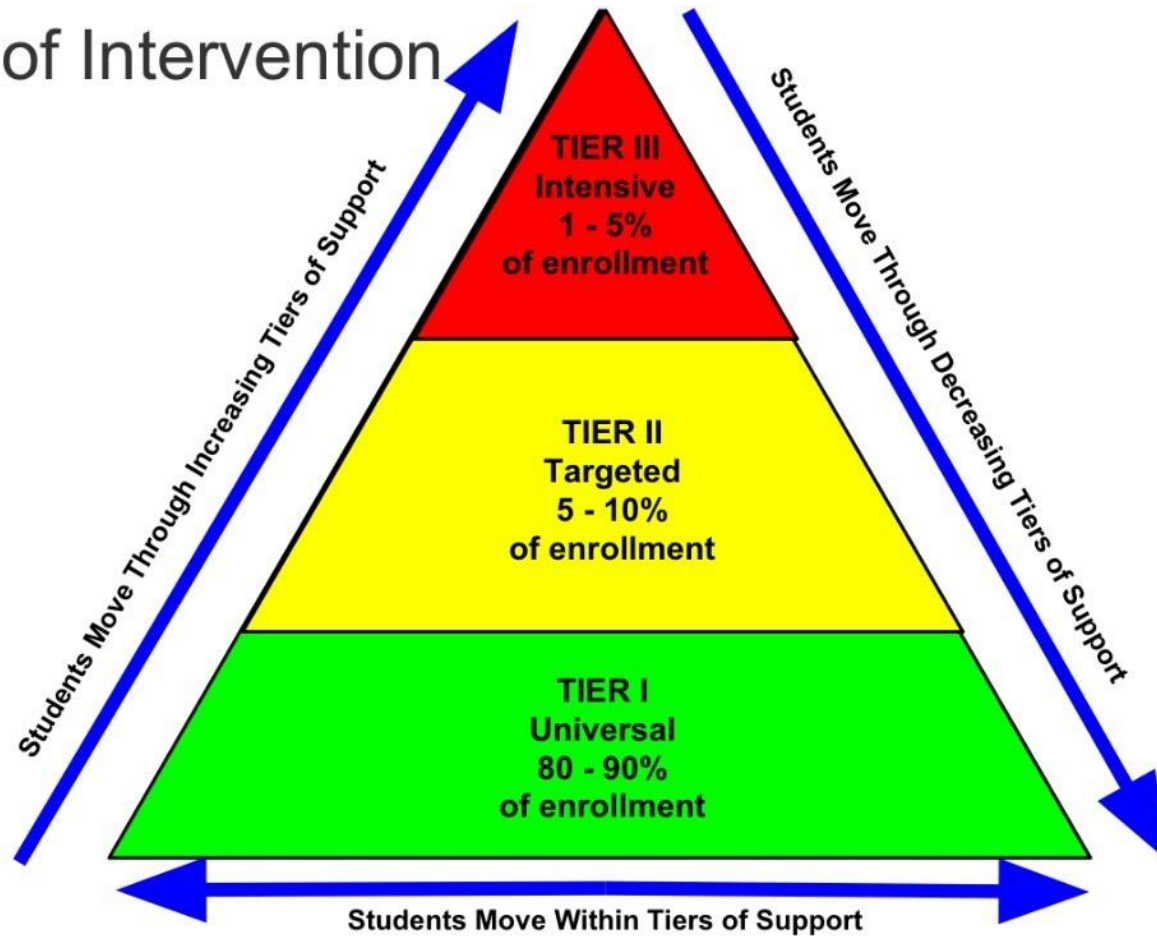 of Intervention
Students Move Through Increasing Tiers of Support
TIER III
Intensive
1 - 5%
of enrollment
Students Move Through Decreasing Tiers of Support
TIER II
Targeted
5 - 10%
of enrollment
TIER I
Universal
80 - 90%
of enrollment
Students Move Within Tiers of Support